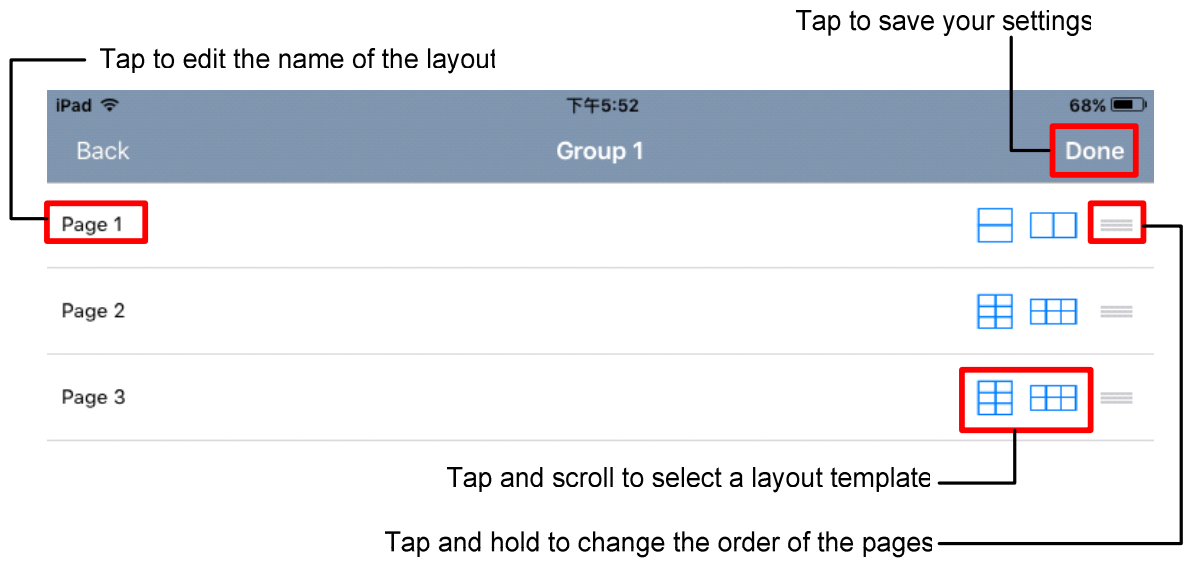 Tap to save your settings
Tap to edit the name of the layout
iPad 下午5:52 68%
Back Group 1 Done
Page 1
Page 2
Page 3
Tap and scroll to select a layout template
Tap and hold to change the order of the pages